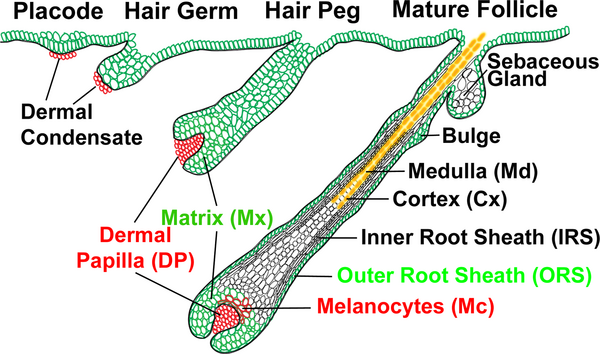 Placode
Hair Germ
Hair Peg
Mature Follicle
Sebaceous
Gland
Dermal
Condensate
Bulge
Medulla (Md)
Cortex (Cx)
Matrix (Mx)
Dermal
Papilla (DP)
Inner Root Sheath (IRS)
Outer Root Sheath (ORS)
Melanocytes (Mc)